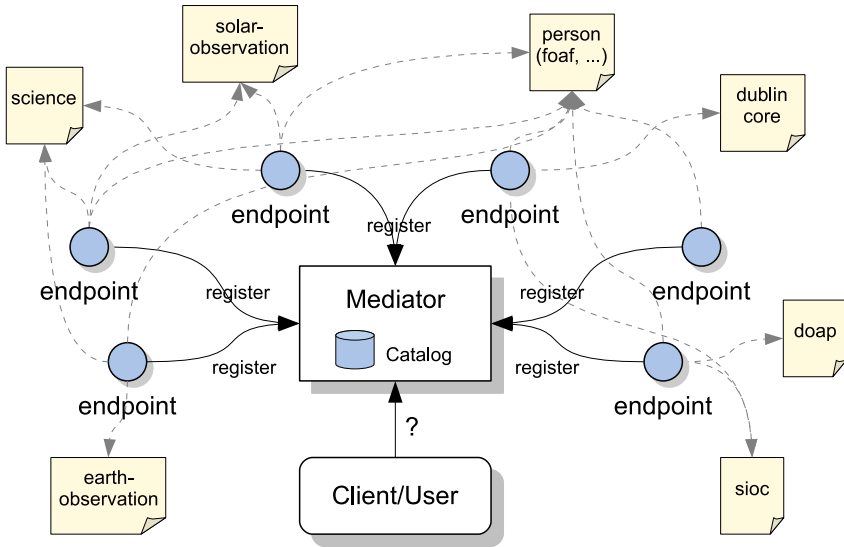 solar-
observation
person
(foaf, ...)
science
dublin
core
endpoint
endpoint
register
endpoint
endpoint
register
register
Mediator
Catalog
doap
register
register
endpoint
endpoint
?
earth-
observation
Client/User
sioc